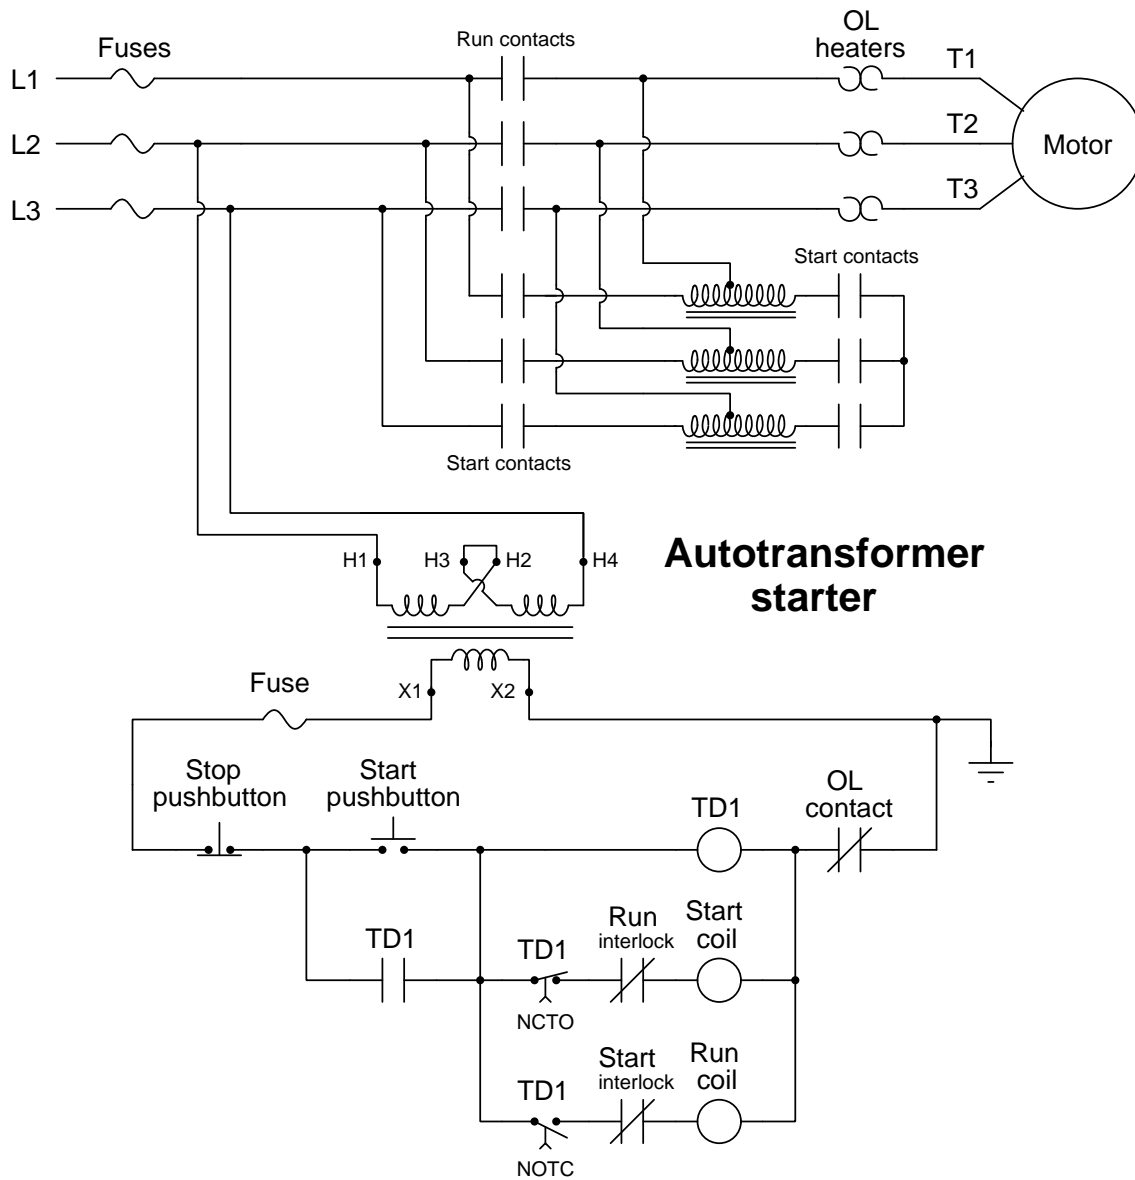 Fuses
Run contacts
OL
heaters
L1
T1
L2
T2
Motor
L3
T3
Start contacts
Start contacts
H1
H3
H2
H4
Autotransformer
starter
X1
X2
Fuse
Stop
pushbutton
Start
pushbutton
TD1
OL
contact
TD1
TD1
Run
interlock
Start
coil
NCTO
TD1
Start
interlock
Run
coil
NOTC